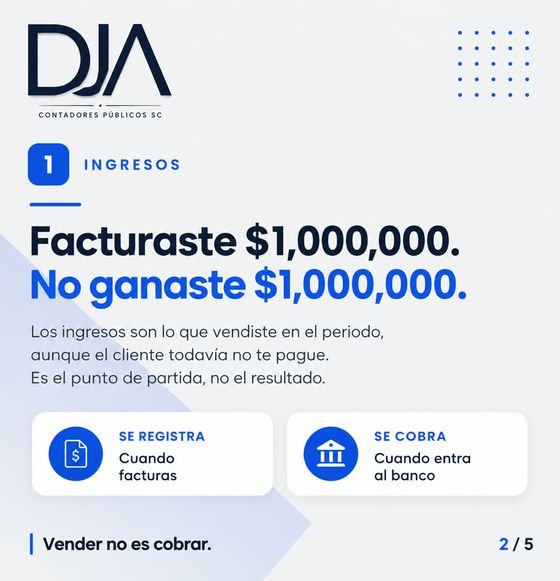 DJA
CONTADORES PÚBLICOS SC
1 INGRESOS
Facturaste $1,000,000.
No ganaste $1,000,000.
Los ingresos son lo que vendiste en el periodo,
aunque el cliente todavía no te pague.
Es el punto de partida, no el resultado.
$
SE REGISTRA
Cuando
facturas
SE COBRA
Cuando entra
al banco
Vender no es cobrar.
2 / 5